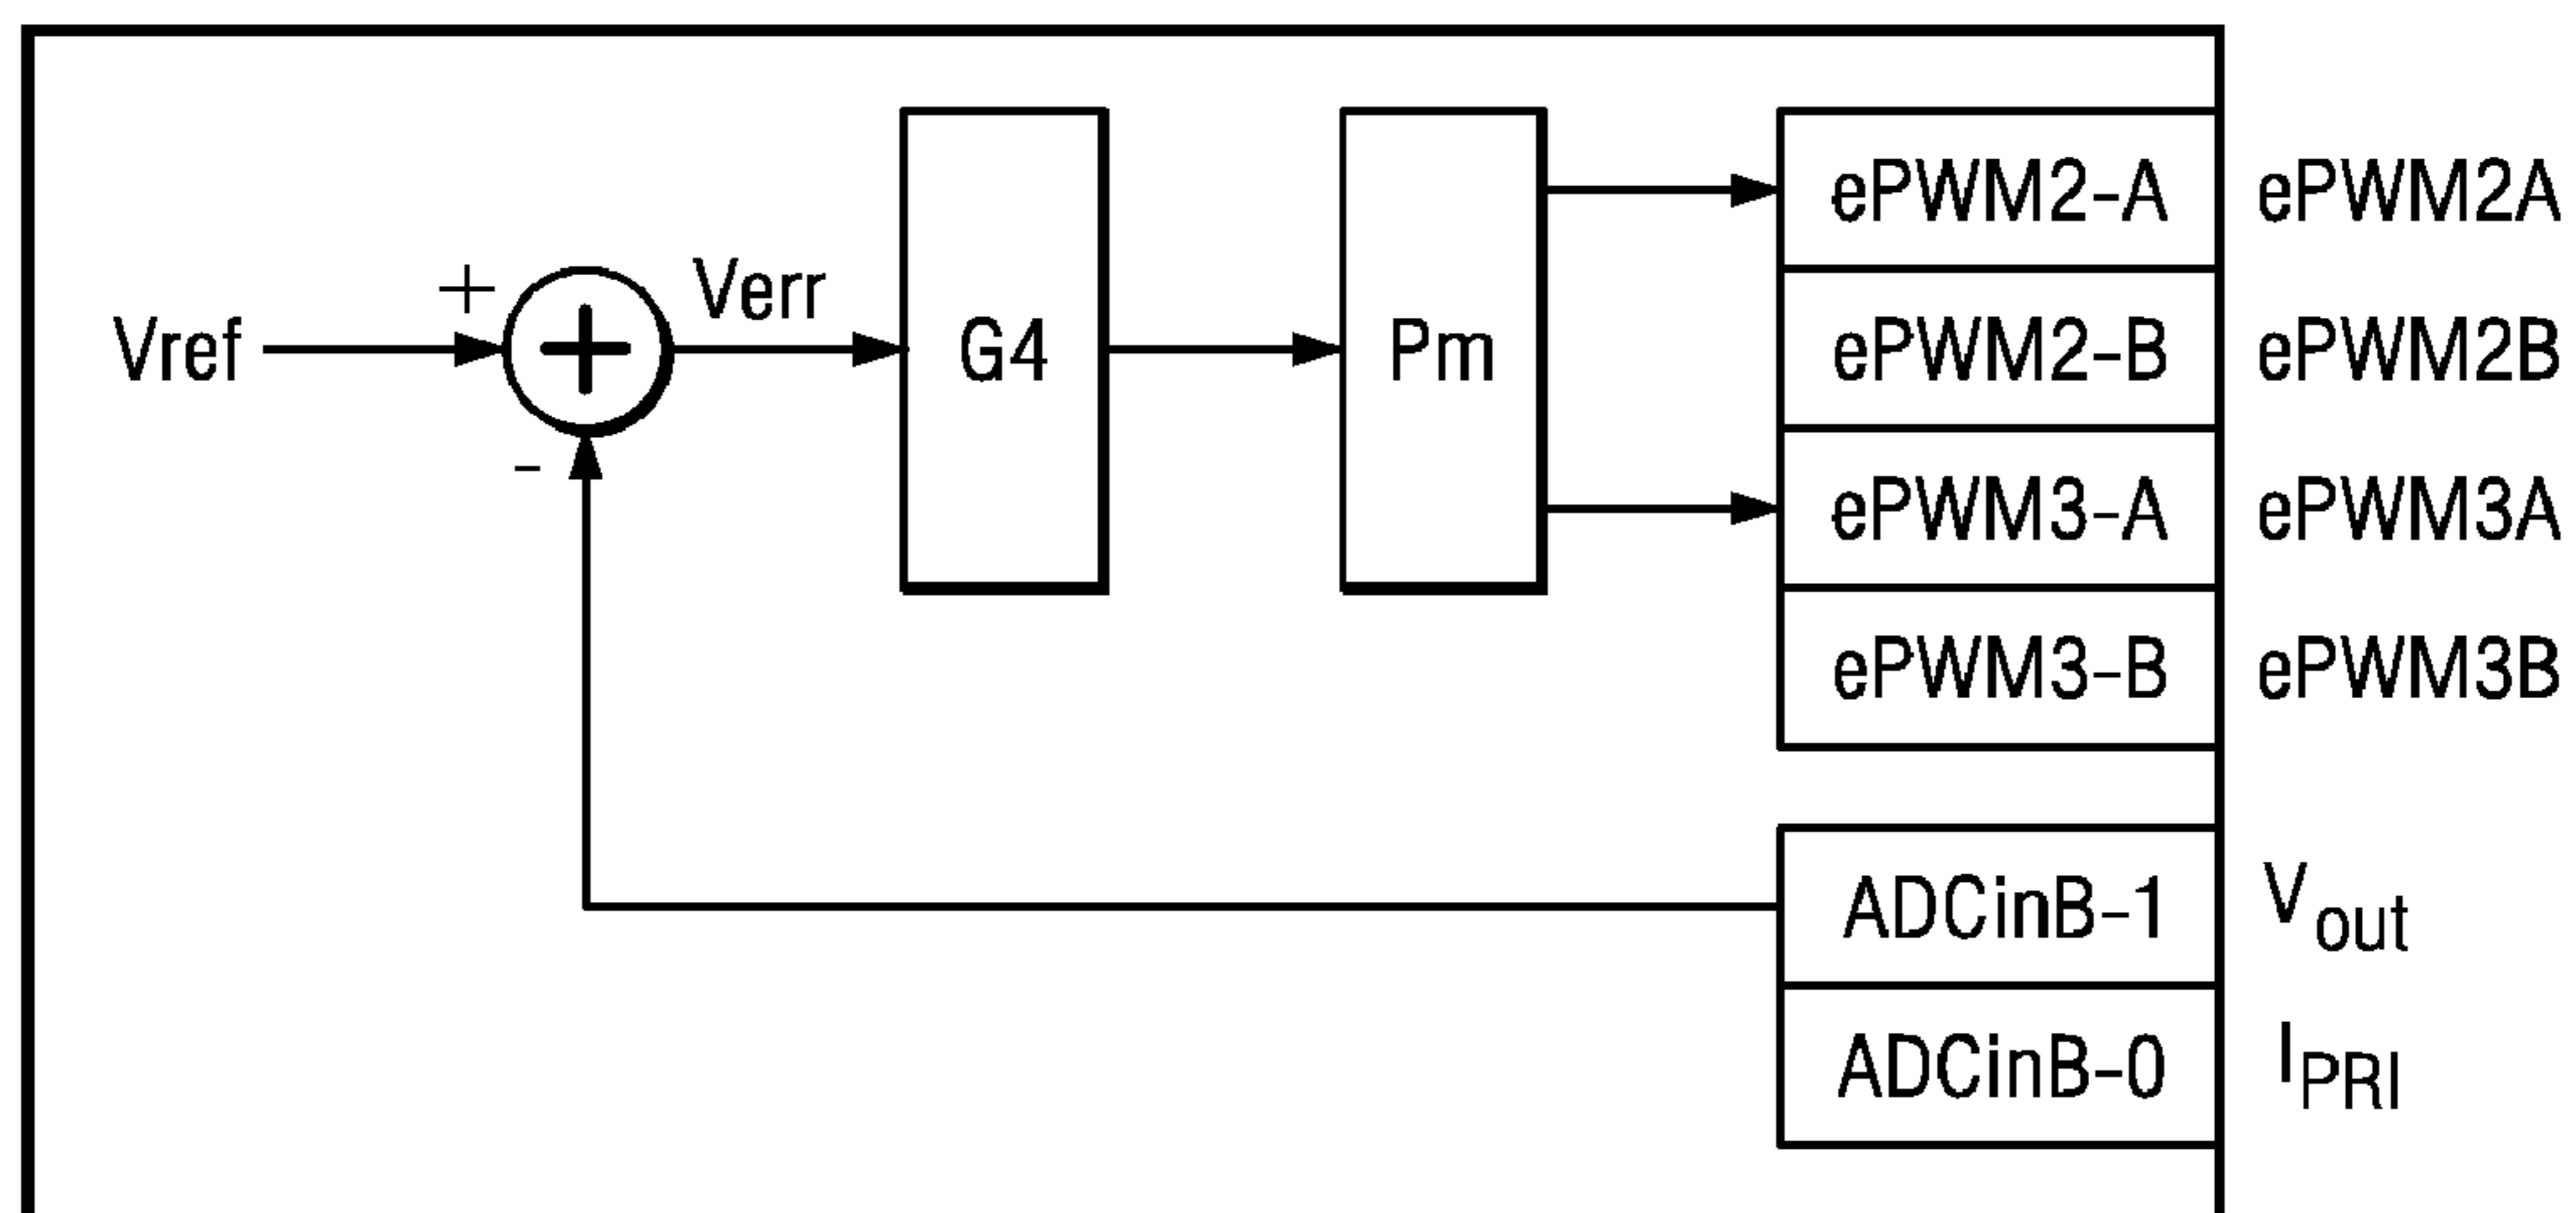 ePWM2-A ePWM2A
+ Verr
Vref + G4 Pm ePWM2-B ePWM2B
-
ePWM3-A ePWM3A
ePWM3-B ePWM3B
ADCinB-1 Vout
ADCinB-0 IPRI